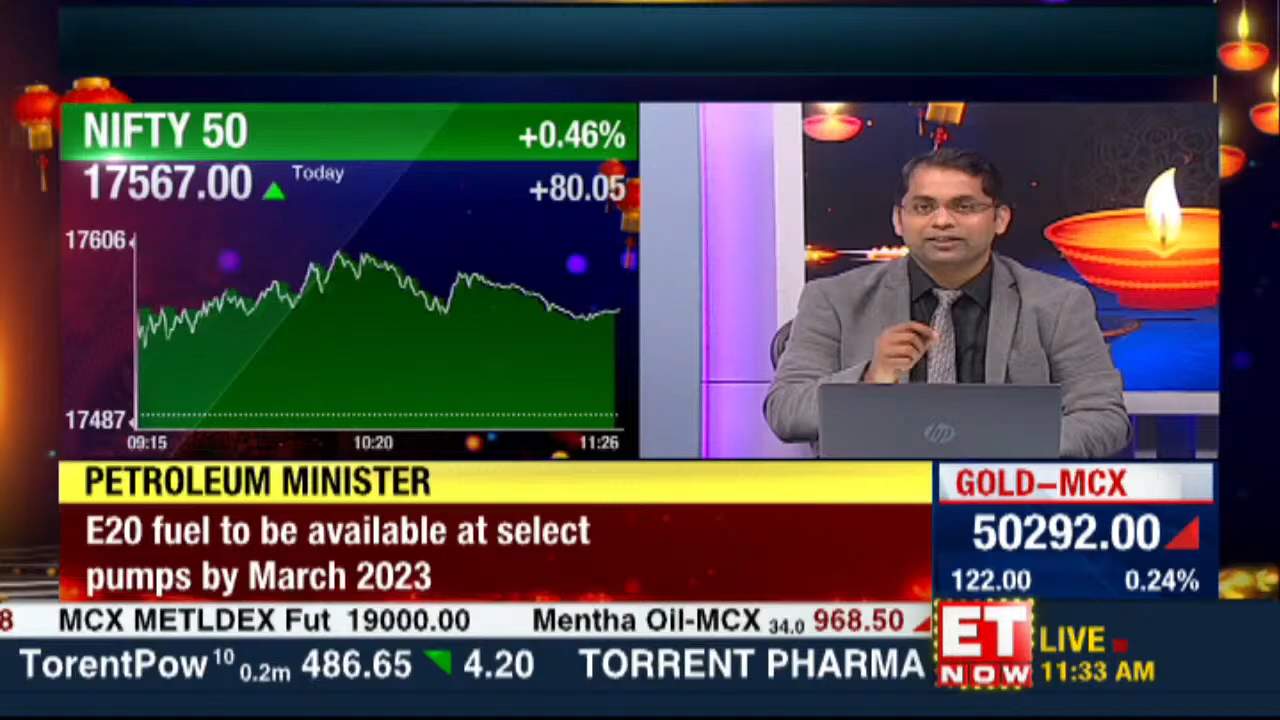 NIFTY 50 +0.46%
17567.00 Today +80.05
17606
17487
09:15 10:20 11:26
hp
PETROLEUM MINISTER
E20 fuel to be available at select
pumps by March 2023
GOLD–MCX
50292.00
122.00 0.24%
8 MCX METLDEX Fut 19000.00 Mentha Oil-MCX 34.0 968.50
TorentPow 10 0.2m 486.65 4.20 TORRENT PHARMA
ET
NOW
LIVE
11:33 AM